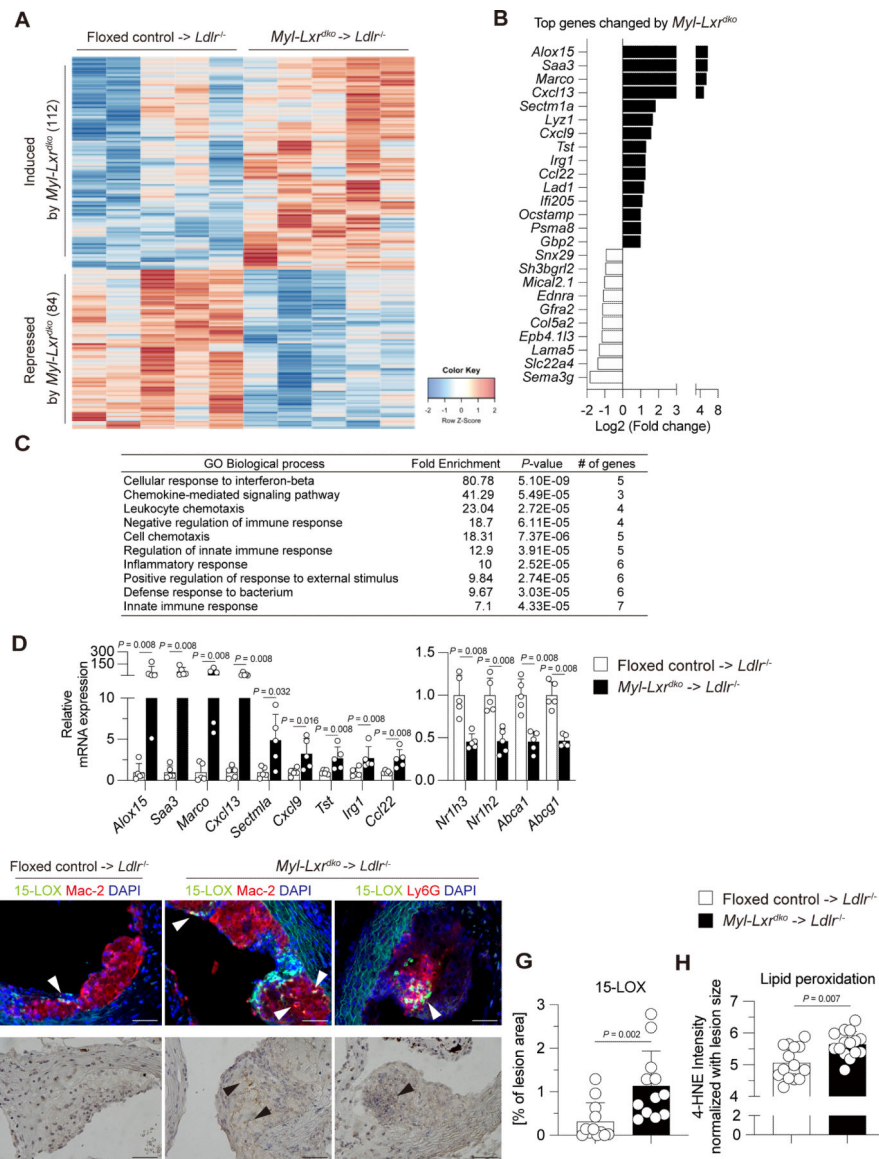 A
Floxed control -> Ldlr-/-
Myl-Lxrdko -> Ldlr-/-
Induced
by Myl-Lxrdko (112)
Repressed
by Myl-Lxrdko (84)
Color Key
-2 -1 0 1 2
Row Z-Score
B
Top genes changed by Myl-Lxrdko
Alox15
Saa3
Marco
Cxcl13
Sectm1a
Lyz1
Cxcl9
Tst
Irg1
Ccl22
Lad1
Ifi205
Ocstamp
Psma8
Gbp2
Snx29
Sh3bgrl2
Mical2.1
Ednra
Gfra2
Col5a2
Epb4.1l3
Lama5
Slc22a4
Sema3g
-2 -1 0 1 2 3 4 8
Log2 (Fold change)
C
GO Biological process Fold Enrichment P-value # of genes
Cellular response to interferon-beta 80.78 5.10E-09 5
Chemokine-mediated signaling pathway 41.29 5.49E-05 3
Leukocyte chemotaxis 23.04 2.72E-05 4
Negative regulation of immune response 18.7 6.11E-05 4
Cell chemotaxis 18.31 7.37E-06 5
Regulation of innate immune response 12.9 3.91E-05 5
Inflammatory response 10 2.52E-05 6
Positive regulation of response to external stimulus 9.84 2.74E-05 6
Defense response to bacterium 9.67 3.03E-05 6
Innate immune response 7.1 4.33E-05 7
D
Relative
mRNA expression
300
150
10
5
0
P = 0.008
P = 0.008
P = 0.008
P = 0.008
P = 0.032
P = 0.016
P = 0.008
P = 0.008
P = 0.008
Alox15
Saa3
Marco
Cxcl13
Sectmla
Cxcl9
Tst
Irg1
Ccl22
1.5
1.0
0.5
0.0
P = 0.008
P = 0.008
P = 0.008
P = 0.008
Nr1h3
Nr1h2
Abca1
Abcg1
Floxed control -> Ldlr-/-
Myl-Lxrdko -> Ldlr-/-
Floxed control -> Ldlr-/-
Myl-Lxrdko -> Ldlr-/-
15-LOX Mac-2 DAPI
15-LOX Mac-2 DAPI
15-LOX Ly6G DAPI
Floxed control -> Ldlr-/-
Myl-Lxrdko -> Ldlr-/-
G
15-LOX
P = 0.002
[% of lesion area]
3
2
1
0
H
Lipid peroxidation
P = 0.007
4-HNE Intensity
normalized with lesion size
7
6
5
4
2
0